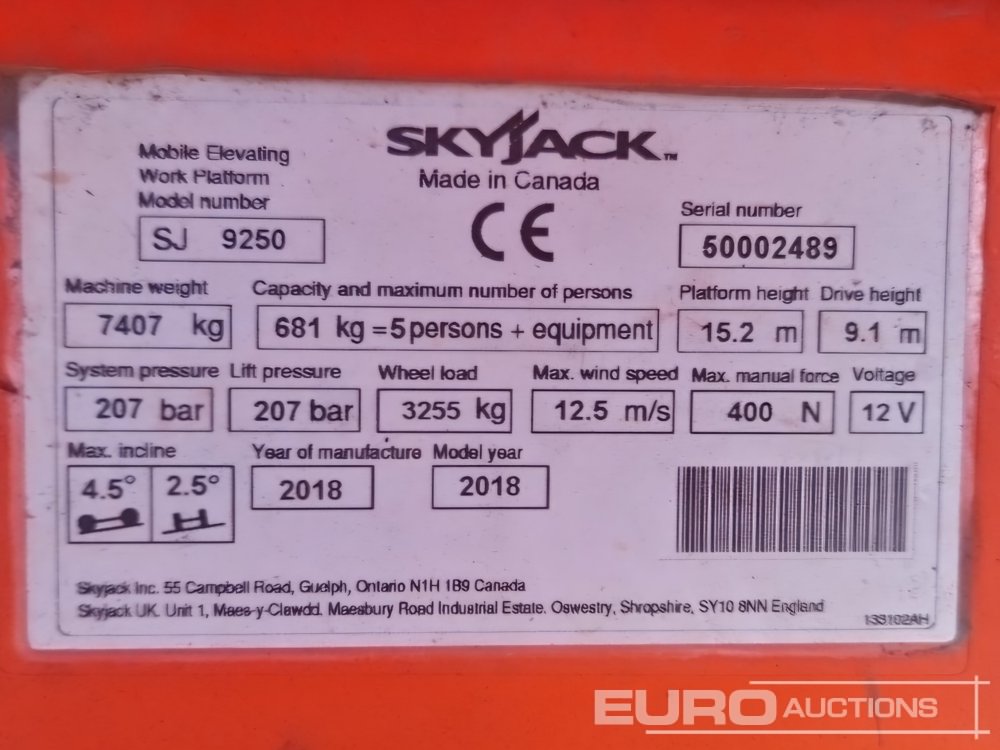 SKYJACK™
Made in Canada
CE
Mobile Elevating
Work Platform
Model number
SJ 9250
Serial number
50002489
Machine weight
7407 kg
Capacity and maximum number of persons
681 kg = 5 persons + equipment
Platform height
15.2 m
Drive height
9.1 m
System pressure
207 bar
Lift pressure
207 bar
Wheel load
3255 kg
Max. wind speed
12.5 m/s
Max. manual force
400 N
Voltage
12 V
Max. incline
4.5° 2.5°
Year of manufacture
2018
Model year
2018
Skyjack Inc. 55 Campbell Road, Guelph, Ontario N1H 1B9 Canada
Skyjack UK. Unit 1, Maes-y-Clawdd. Maesbury Road Industrial Estate. Oswestry, Shropshire, SY10 8NN England
138102AH
EURO AUCTIONS